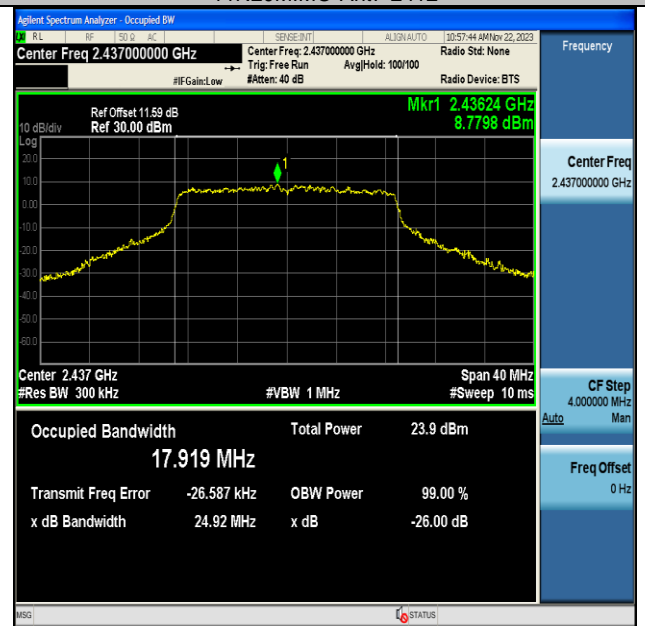 Agilent Spectrum Analyzer - Occupied BW
LXI RL RF 50 Ω AC SENSE:INT ALIGN AUTO 10:57:44 AM Nov 22, 2023
Center Freq 2.437000000 GHz
Center Freq: 2.437000000 GHz
Radio Std: None
Trig: Free Run Avg|Hold: 100/100
#IFGain:Low #Atten: 40 dB Radio Device: BTS
Frequency
Ref Offset 11.59 dB
Mkr1 2.43624 GHz
10 dB/div Ref 30.00 dBm 8.7798 dBm
Log
20.0
1
10.0
0.00
-10.0
-20.0
-30.0
-40.0
-50.0
-60.0
Center Freq
2.437000000 GHz
Center 2.437 GHz Span 40 MHz
#Res BW 300 kHz #VBW 1 MHz #Sweep 10 ms
CF Step
4.000000 MHz
Auto Man
Occupied Bandwidth Total Power 23.9 dBm
17.919 MHz
Freq Offset
0 Hz
Transmit Freq Error -26.587 kHz OBW Power 99.00 %
x dB Bandwidth 24.92 MHz x dB -26.00 dB
MSG STATUS